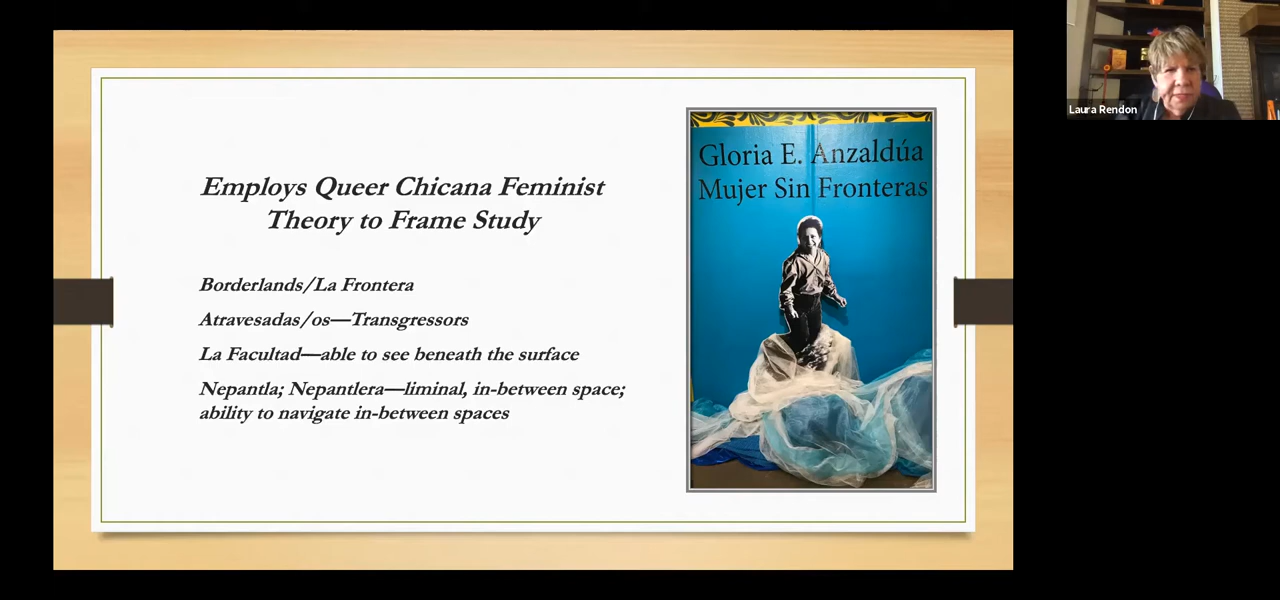 Employs Queer Chicana Feminist
Theory to Frame Study
Borderlands/La Frontera
Atravesadas/os—Transgressors
La Facultad—able to see beneath the surface
Nepantla; Nepantlera—liminal, in-between space;
ability to navigate in-between spaces
Gloria E. Anzaldúa
Mujer Sin Fronteras
Laura Rendon